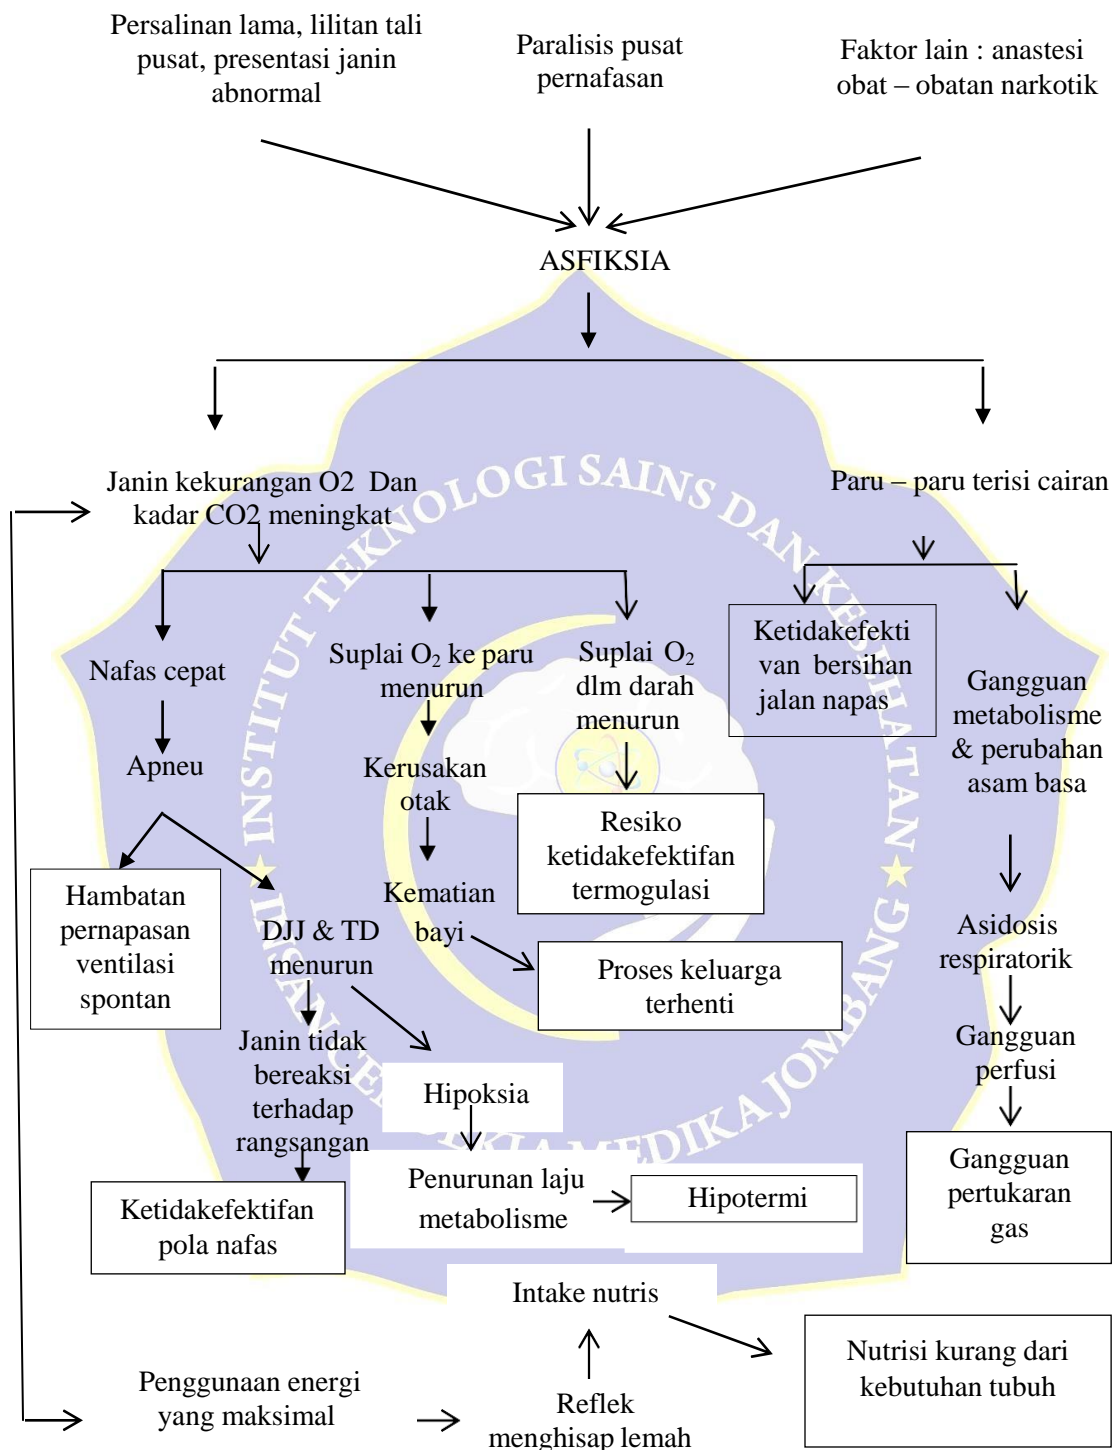 Persalinan lama, lilitan tali
pusat, presentasi janin
abnormal
Paralisis pusat
pernafasan
Faktor lain : anastesi
obat – obatan narkotik
ASFIKSIA
Janin kekurangan O2 Dan
kadar CO2 meningkat
Paru – paru terisi cairan
Nafas cepat
Suplai O₂ ke paru
menurun
Suplai O₂
dlm darah
menurun
Ketidakefekti
van bersihan
jalan napas
Gangguan
metabolisme
& perubahan
asam basa
Apneu
Kerusakan
otak
Resiko
ketidakefektifan
termogulasi
Hambatan
pernapasan
ventilasi
spontan
DJJ & TD
menurun
Kematian
bayi
Proses keluarga
terhenti
Asidosis
respiratorik
Janin tidak
bereaksi
terhadap
rangsangan
Hipoksia
Gangguan
perfusi
Ketidakefektifan
pola nafas
Penurunan laju
metabolisme
Hipotermi
Gangguan
pertukaran
gas
Intake nutris
Nutrisi kurang dari
kebutuhan tubuh
Penggunaan energi
yang maksimal
Reflek
menghisap lemah
INSTITUT TEKNOLOGI SAINS DAN KESEHATAN
MEDIKA JOMBANG